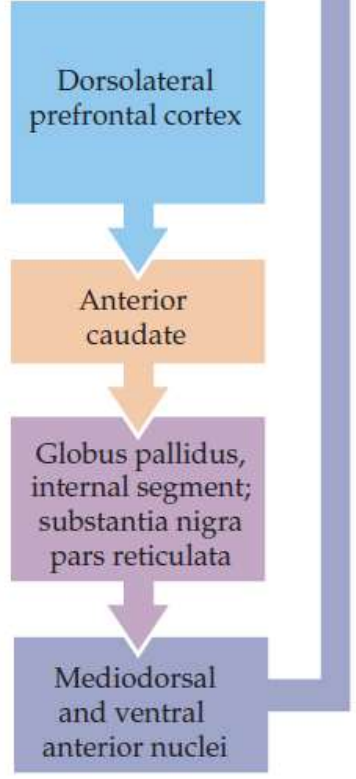 Dorsolateral
prefrontal cortex
Anterior
caudate
Globus pallidus,
internal segment;
substantia nigra
pars reticulata
Mediodorsal
and ventral
anterior nuclei